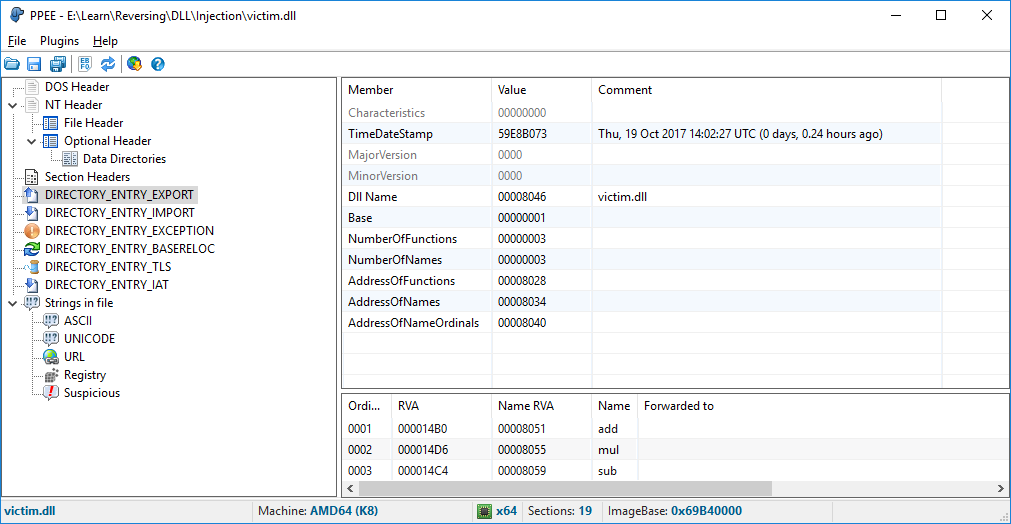 PPEE - E:\Learn\Reversing\DLL\Injection\victim.dll
File Plugins Help
DOS Header
NT Header
File Header
Optional Header
Data Directories
Section Headers
DIRECTORY_ENTRY_EXPORT
DIRECTORY_ENTRY_IMPORT
DIRECTORY_ENTRY_EXCEPTION
DIRECTORY_ENTRY_BASERELOC
DIRECTORY_ENTRY_TLS
DIRECTORY_ENTRY_IAT
Strings in file
ASCII
UNICODE
URL
Registry
Suspicious
Member Value Comment
Characteristics 00000000
TimeDateStamp 59E8B073 Thu, 19 Oct 2017 14:02:27 UTC (0 days, 0.24 hours ago)
MajorVersion 0000
MinorVersion 0000
Dll Name 00008046 victim.dll
Base 00000001
NumberOfFunctions 00000003
NumberOfNames 00000003
AddressOfFunctions 00008028
AddressOfNames 00008034
AddressOfNameOrdinals 00008040
Ordi... RVA Name RVA Name Forwarded to
0001 000014B0 00008051 add
0002 000014D6 00008055 mul
0003 000014C4 00008059 sub
victim.dll Machine: AMD64 (K8) x64 Sections: 19 ImageBase: 0x69B40000